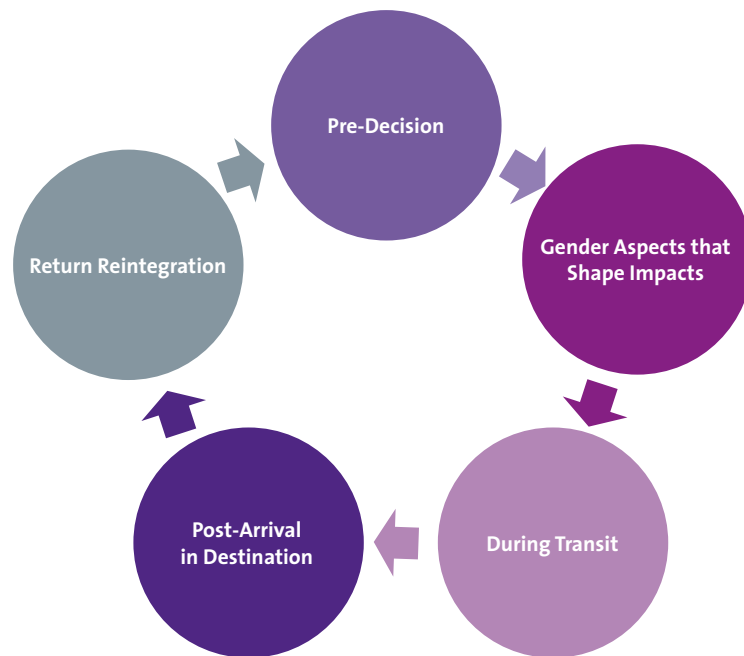 Pre-Decision
Gender Aspects that
Shape Impacts
During Transit
Post-Arrival
in Destination
Return Reintegration